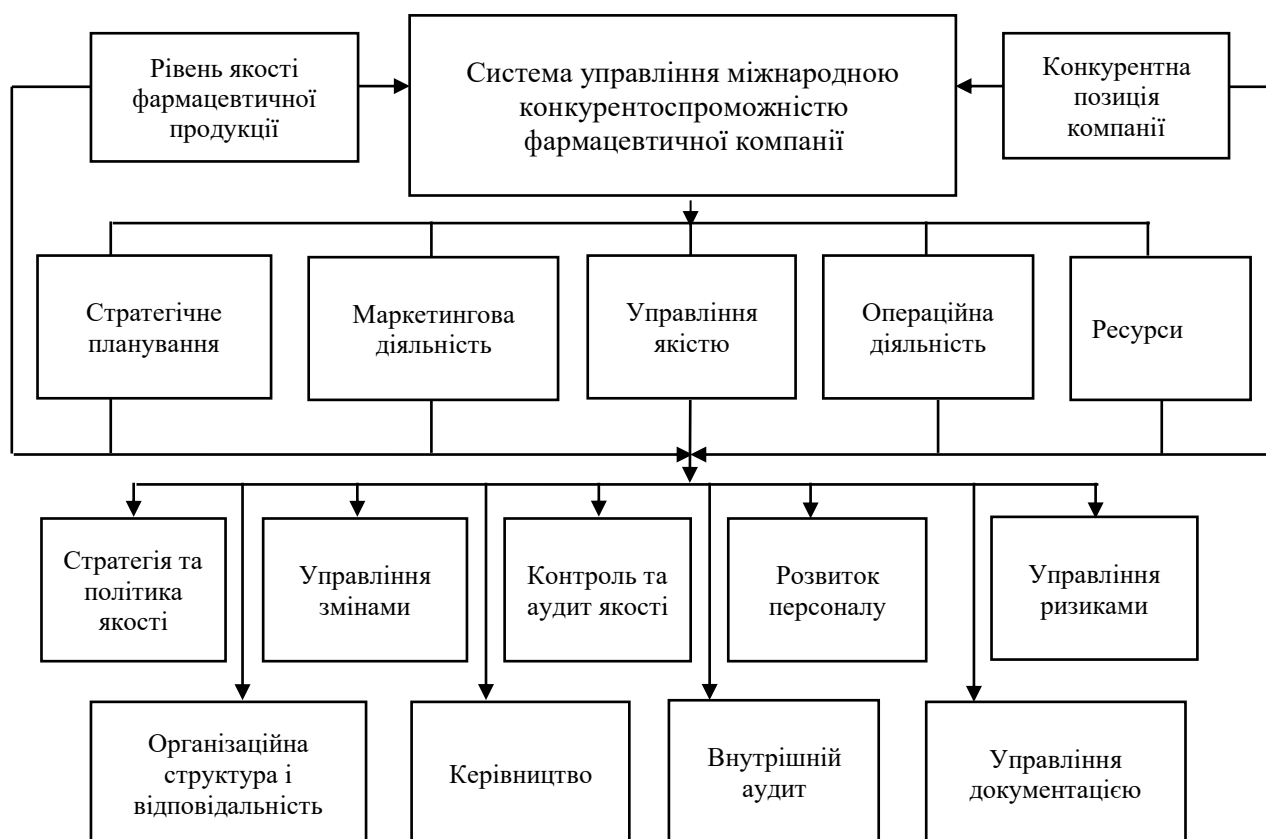 Рівень якості
фармацевтичної
продукції
Система управління міжнародною
конкурентоспроможністю
фармацевтичної компанії
Конкурентна
позиція
компанії
Стратегічне
планування
Маркетингова
діяльність
Управління
якістю
Операційна
діяльність
Ресурси
Стратегія та
політика
якості
Управління
змінами
Контроль та
аудит якості
Розвиток
персоналу
Управління
ризиками
Організаційна
структура і
відповідальність
Керівництво
Внутрішній
аудит
Управління
документацією